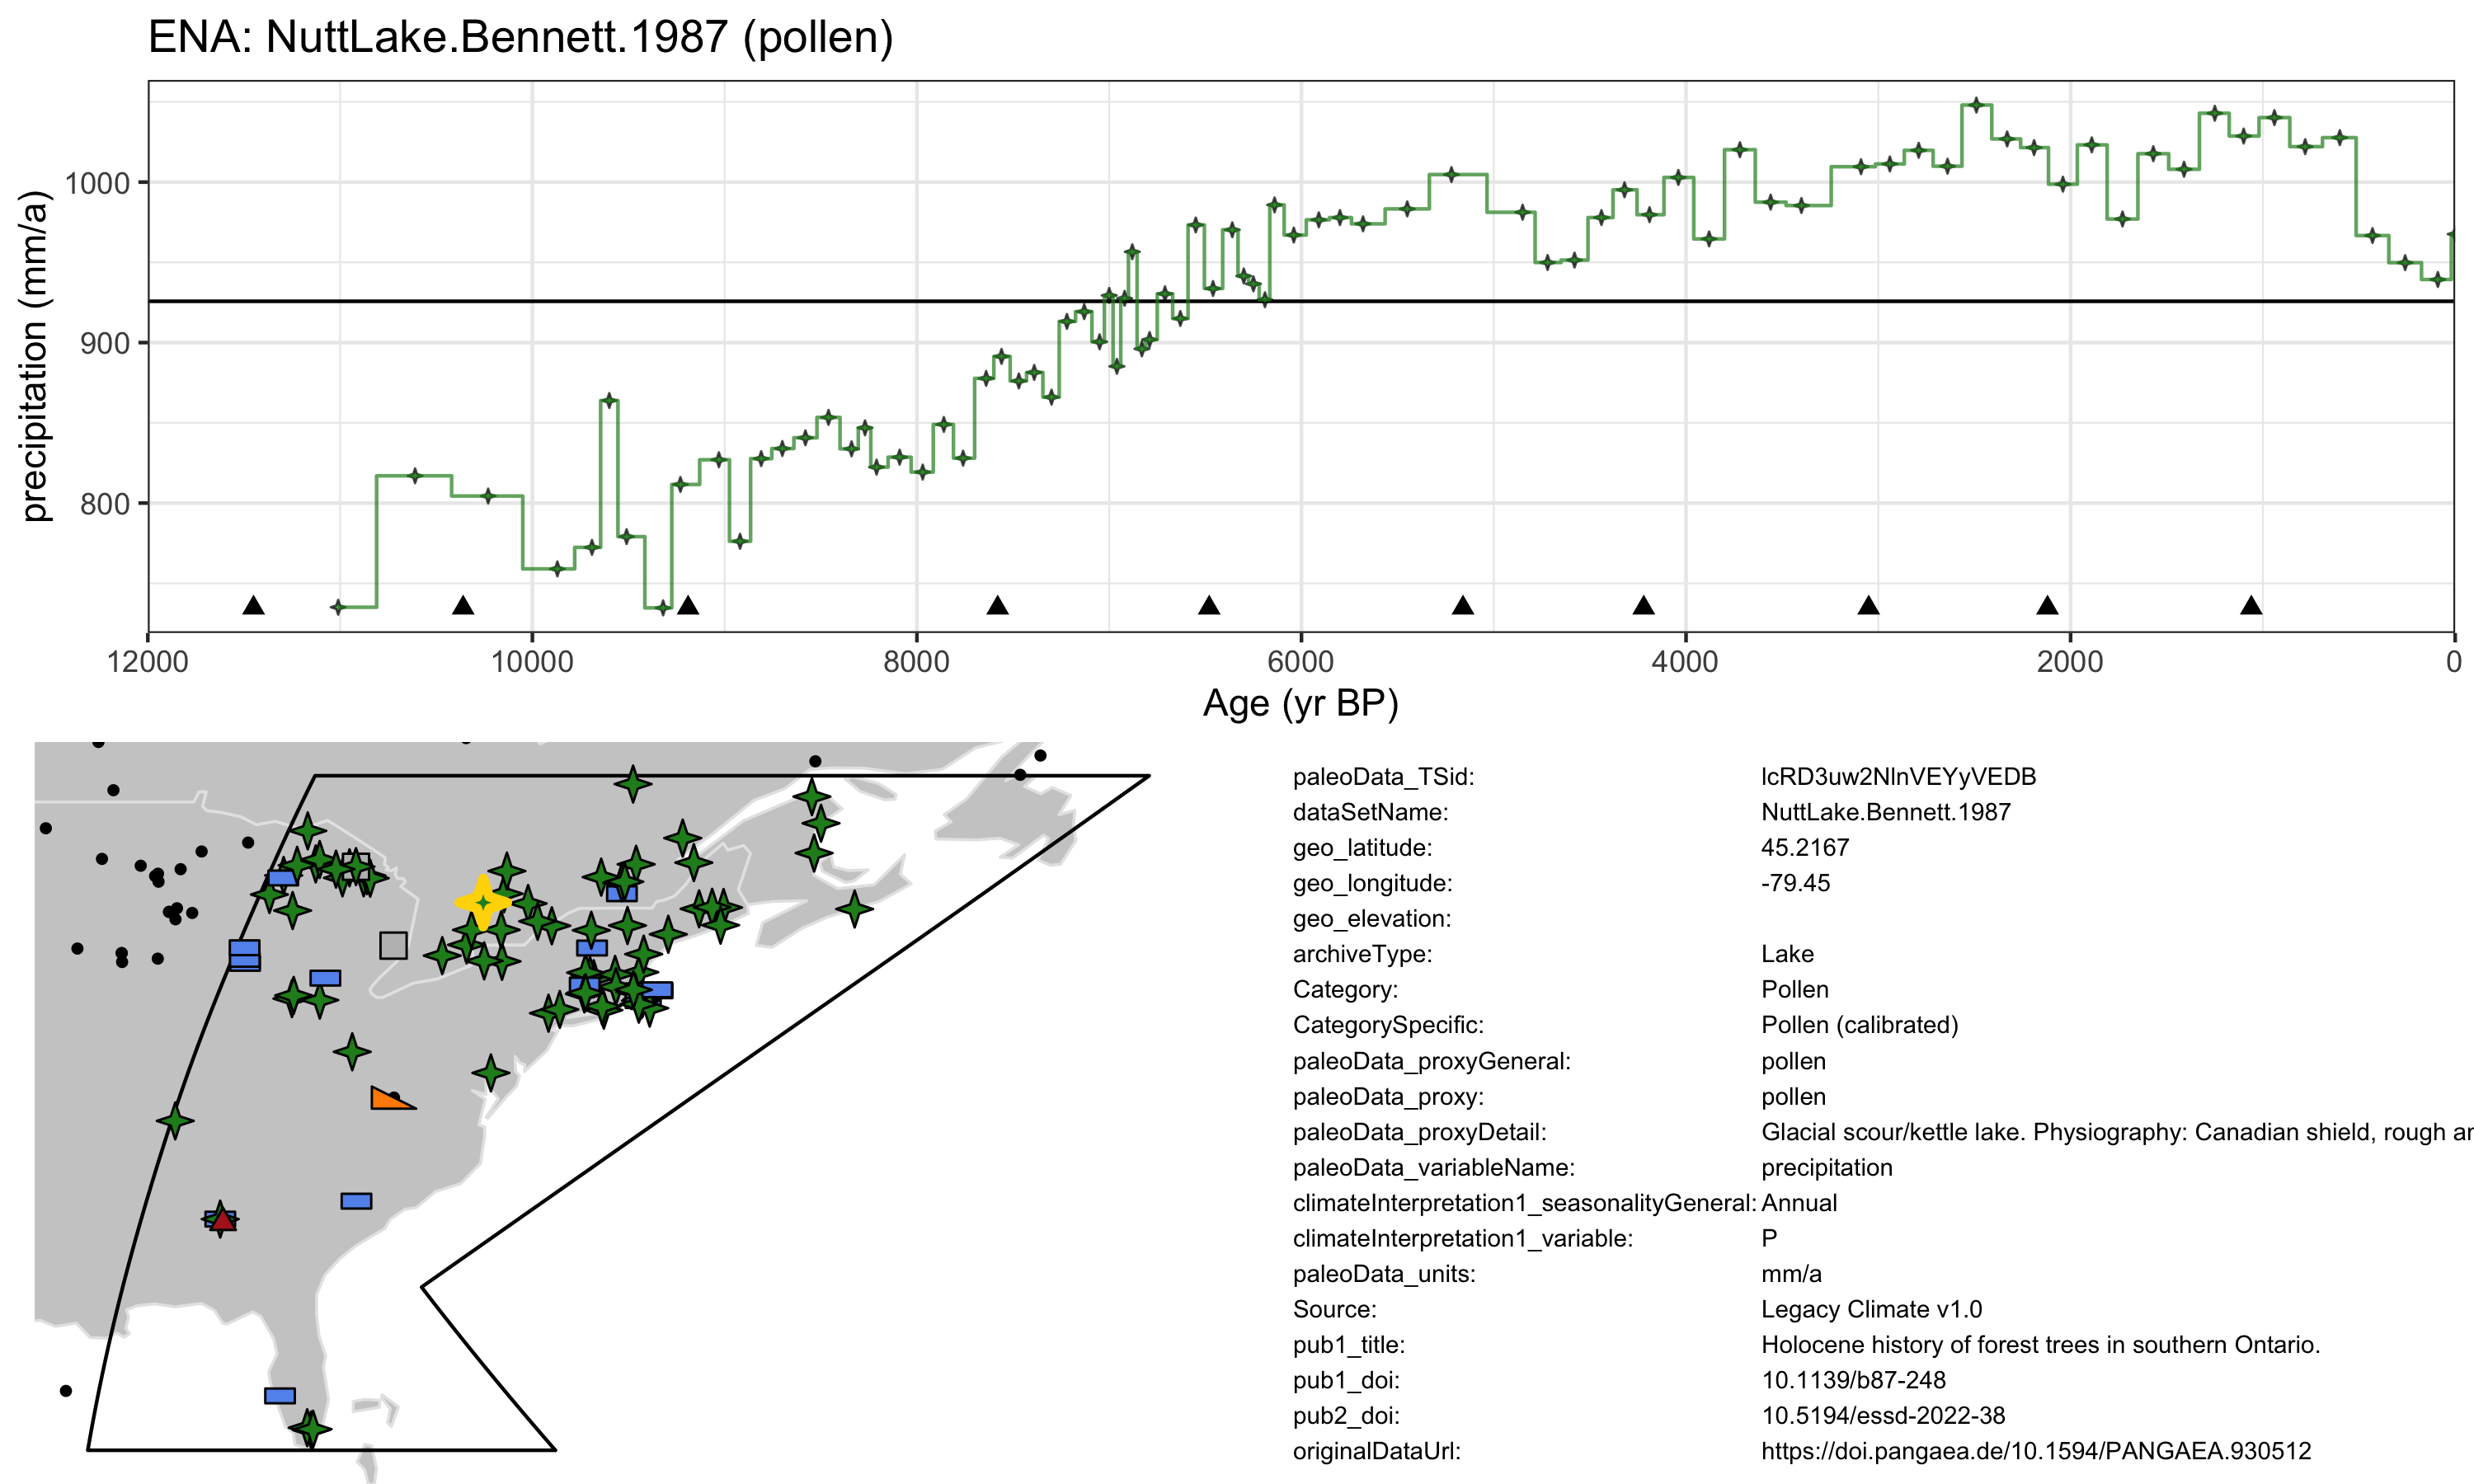 ENA: NuttLake.Bennett.1987 (pollen)
precipitation (mm/a)
1000
900
800
12000 10000 8000 6000 4000 2000 0
Age (yr BP)
paleoData_TSid: lcRD3uw2NlnVEYyVEDB
dataSetName: NuttLake.Bennett.1987
geo_latitude: 45.2167
geo_longitude: -79.45
geo_elevation:
archiveType: Lake
Category: Pollen
CategorySpecific: Pollen (calibrated)
paleoData_proxyGeneral: pollen
paleoData_proxy: pollen
paleoData_proxyDetail: Glacial scour/kettle lake. Physiography: Canadian shield, rough
paleoData_variableName: precipitation
climateInterpretation1_seasonalityGeneral: Annual
climateInterpretation1_variable: P
paleoData_units: mm/a
Source: Legacy Climate v1.0
pub1_title: Holocene history of forest trees in southern Ontario.
pub1_doi: 10.1139/b87-248
pub2_doi: 10.5194/essd-2022-38
originalDataUrl: https://doi.pangaea.de/10.1594/PANGAEA.930512